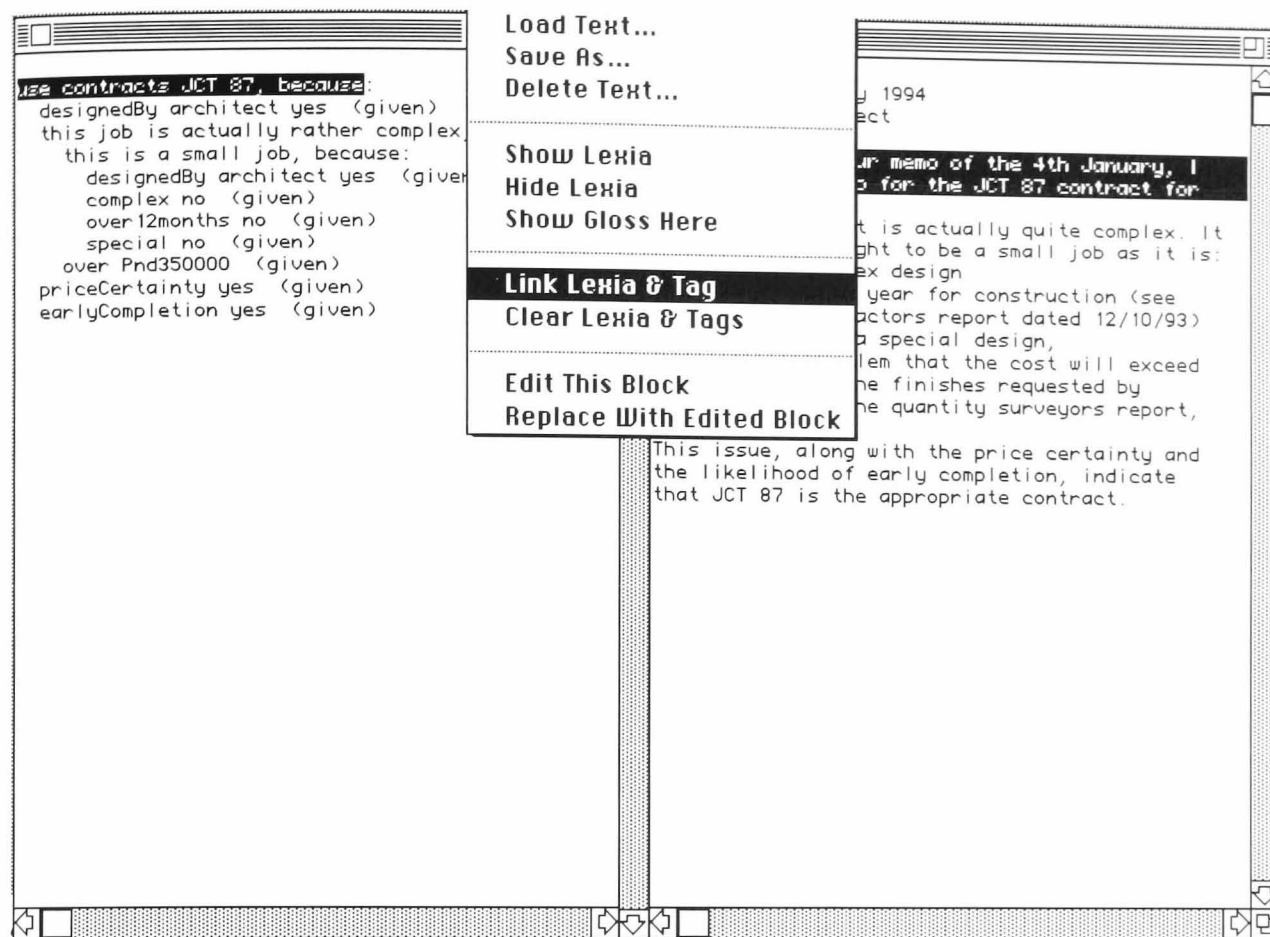 use contracts JCT 87, because:
designedBy architect yes (given)
this job is actually rather complex,
this is a small job, because:
designedBy architect yes (given
complex no (given)
over12months no (given)
special no (given)
over Pnd350000 (given)
priceCertainty yes (given)
earlyCompletion yes (given)
Load Text...
Save As...
Delete Text...
Show Lexia
Hide Lexia
Show Gloss Here
Link Lexia & Tag
Clear Lexia & Tags
Edit This Block
Replace With Edited Block
y 1994
ect
ur memo of the 4th January, I
for the JCT 87 contract for
t is actually quite complex. It
ght to be a small job as it is:
ex design
year for construction (see
actors report dated 12/10/93)
a special design,
lem that the cost will exceed
he finishes requested by
he quantity surveyors report,
This issue, along with the price certainty and
the likelihood of early completion, indicate
that JCT 87 is the appropriate contract.